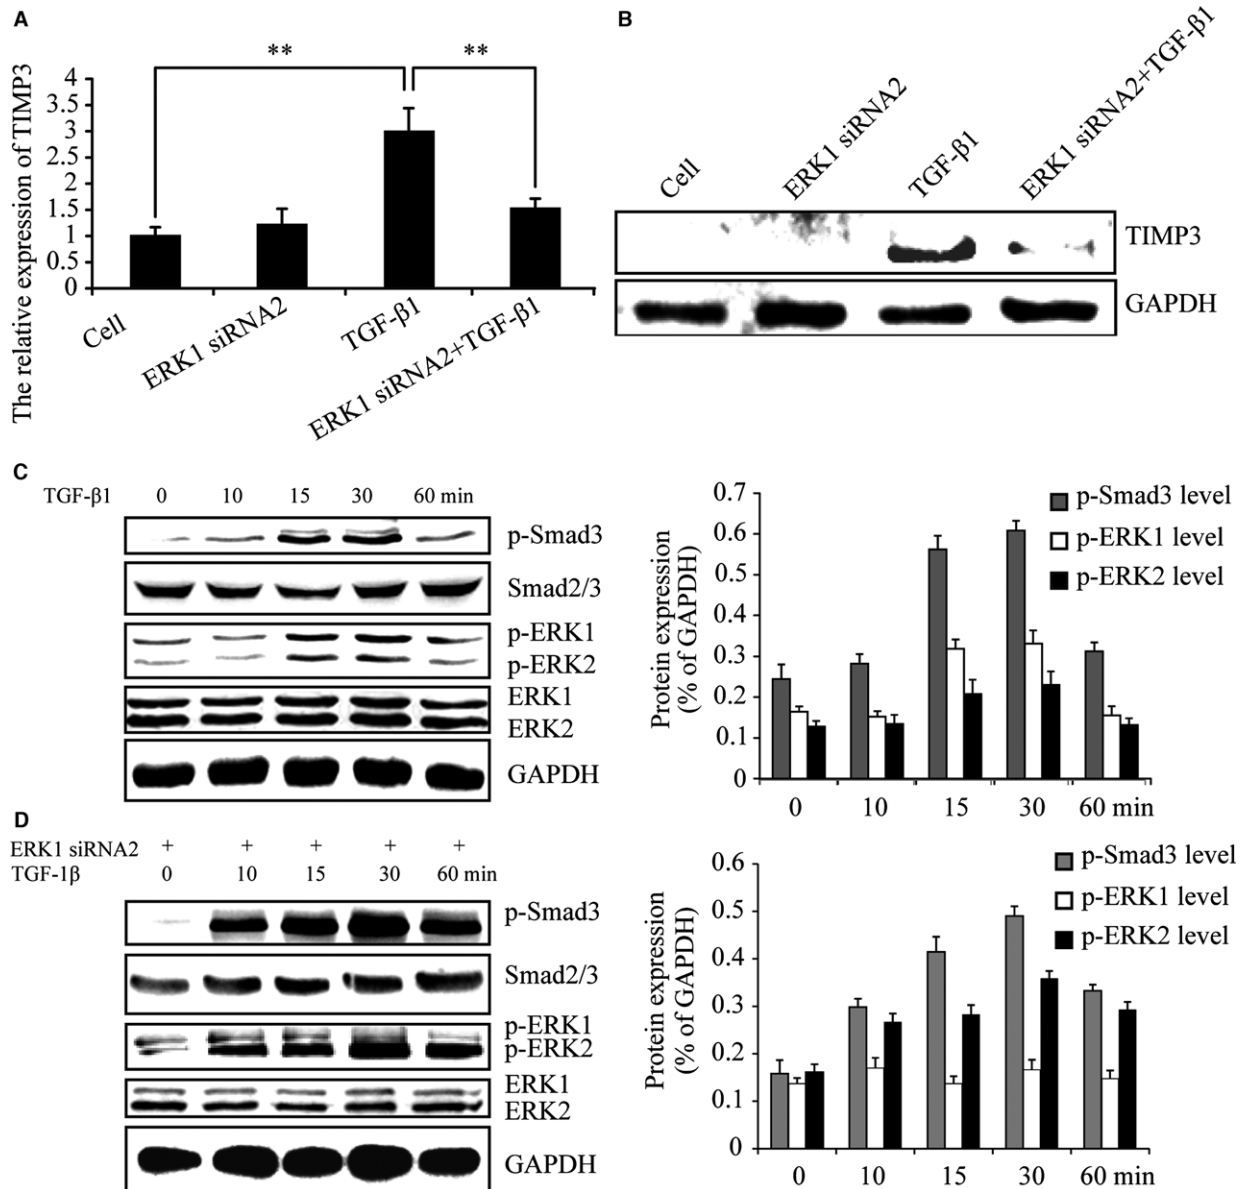 A
The relative expression of TIMP3
** **
4
3.5
3
2.5
2
1.5
1
0.5
0
Cell
ERK1 siRNA2
TGF-β1
ERK1 siRNA2+TGF-β1
B
Cell
ERK1 siRNA2
TGF-β1
ERK1 siRNA2+TGF-β1
TIMP3
GAPDH
C
TGF-β1 0 10 15 30 60 min
p-Smad3
Smad2/3
p-ERK1
p-ERK2
ERK1
ERK2
GAPDH
Protein expression
(% of GAPDH)
0.7
0.6
0.5
0.4
0.3
0.2
0.1
0
0 10 15 30 60 min
p-Smad3 level
p-ERK1 level
p-ERK2 level
D
ERK1 siRNA2 + + + + +
TGF-1β 0 10 15 30 60 min
p-Smad3
Smad2/3
p-ERK1
p-ERK2
ERK1
ERK2
GAPDH
Protein expression
(% of GAPDH)
0.6
0.5
0.4
0.3
0.2
0.1
0
0 10 15 30 60 min
p-Smad3 level
p-ERK1 level
p-ERK2 level